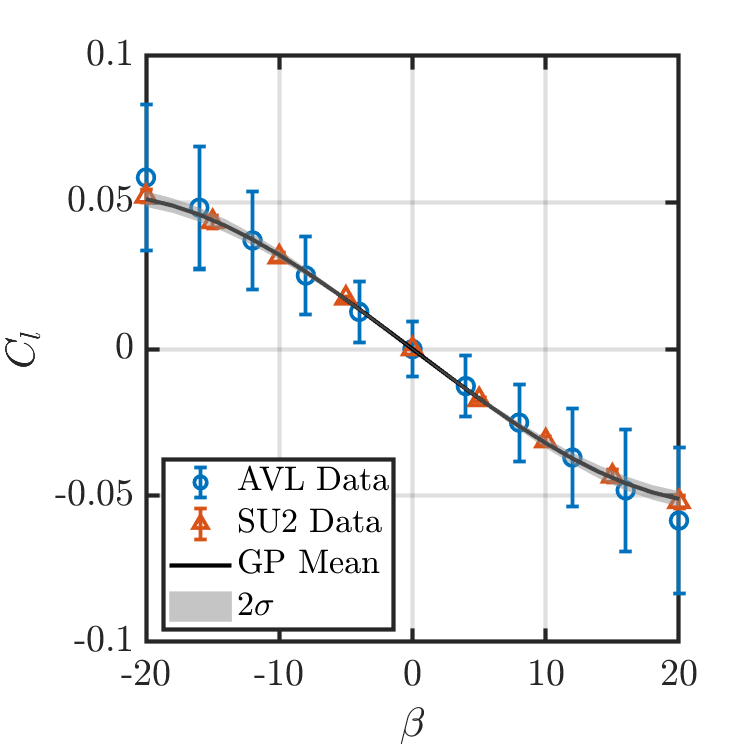 0.1
0.05
0
-0.05
-0.1
C_l
AVL Data
SU2 Data
GP Mean
2σ
-20
-10
0
10
20
β